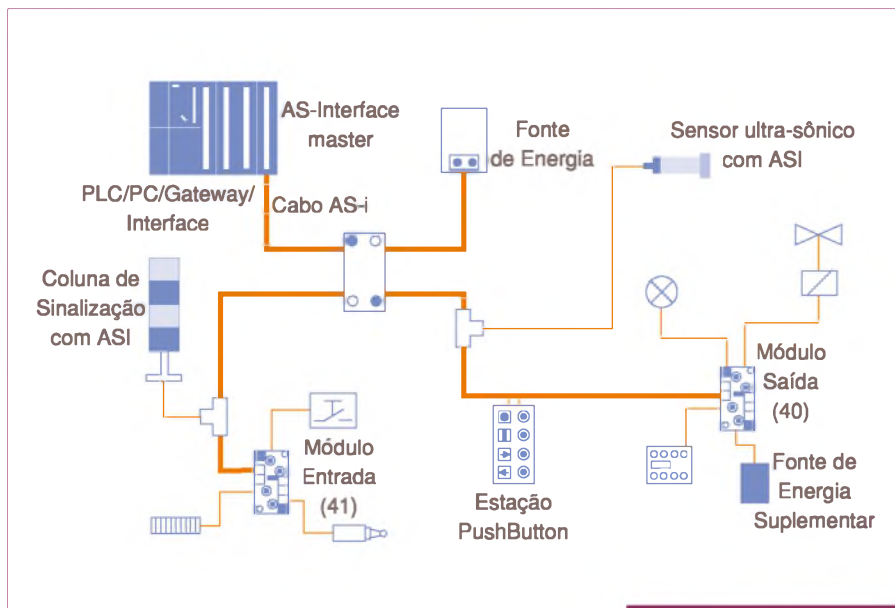 AS-Interface
master
Fonte
de Energia
Sensor ultra-sônico
com ASI
PLC/PC/Gateway/
Interface
Cabo AS-i
Coluna de
Sinalização
com ASI
Módulo
Saída
(40)
Módulo
Entrada
(41)
Estação
PushButton
Fonte de
Energia
Suplementar